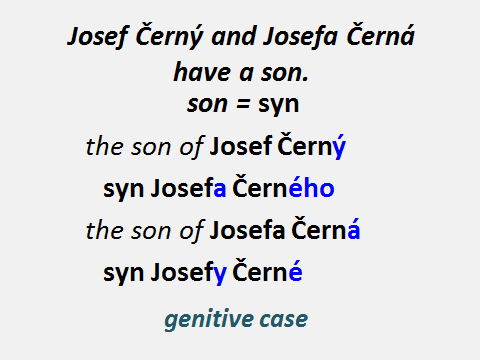 Josef Černý and Josefa Černá
have a son.
son = syn
the son of Josef Černý
syn Josefa Černého
the son of Josefa Černá
syn Josefy Černé
genitive case